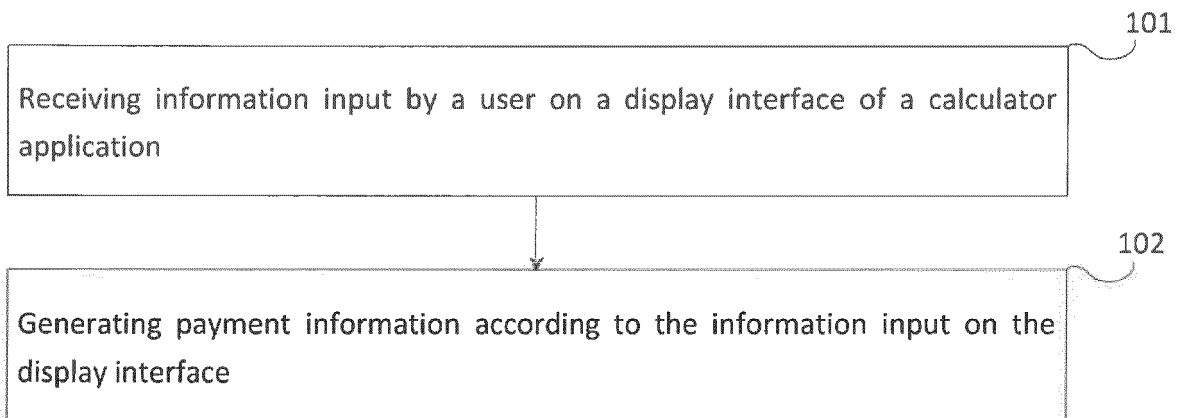 101
Receiving information input by a user on a display interface of a calculator
application
102
Generating payment information according to the information input on the
display interface